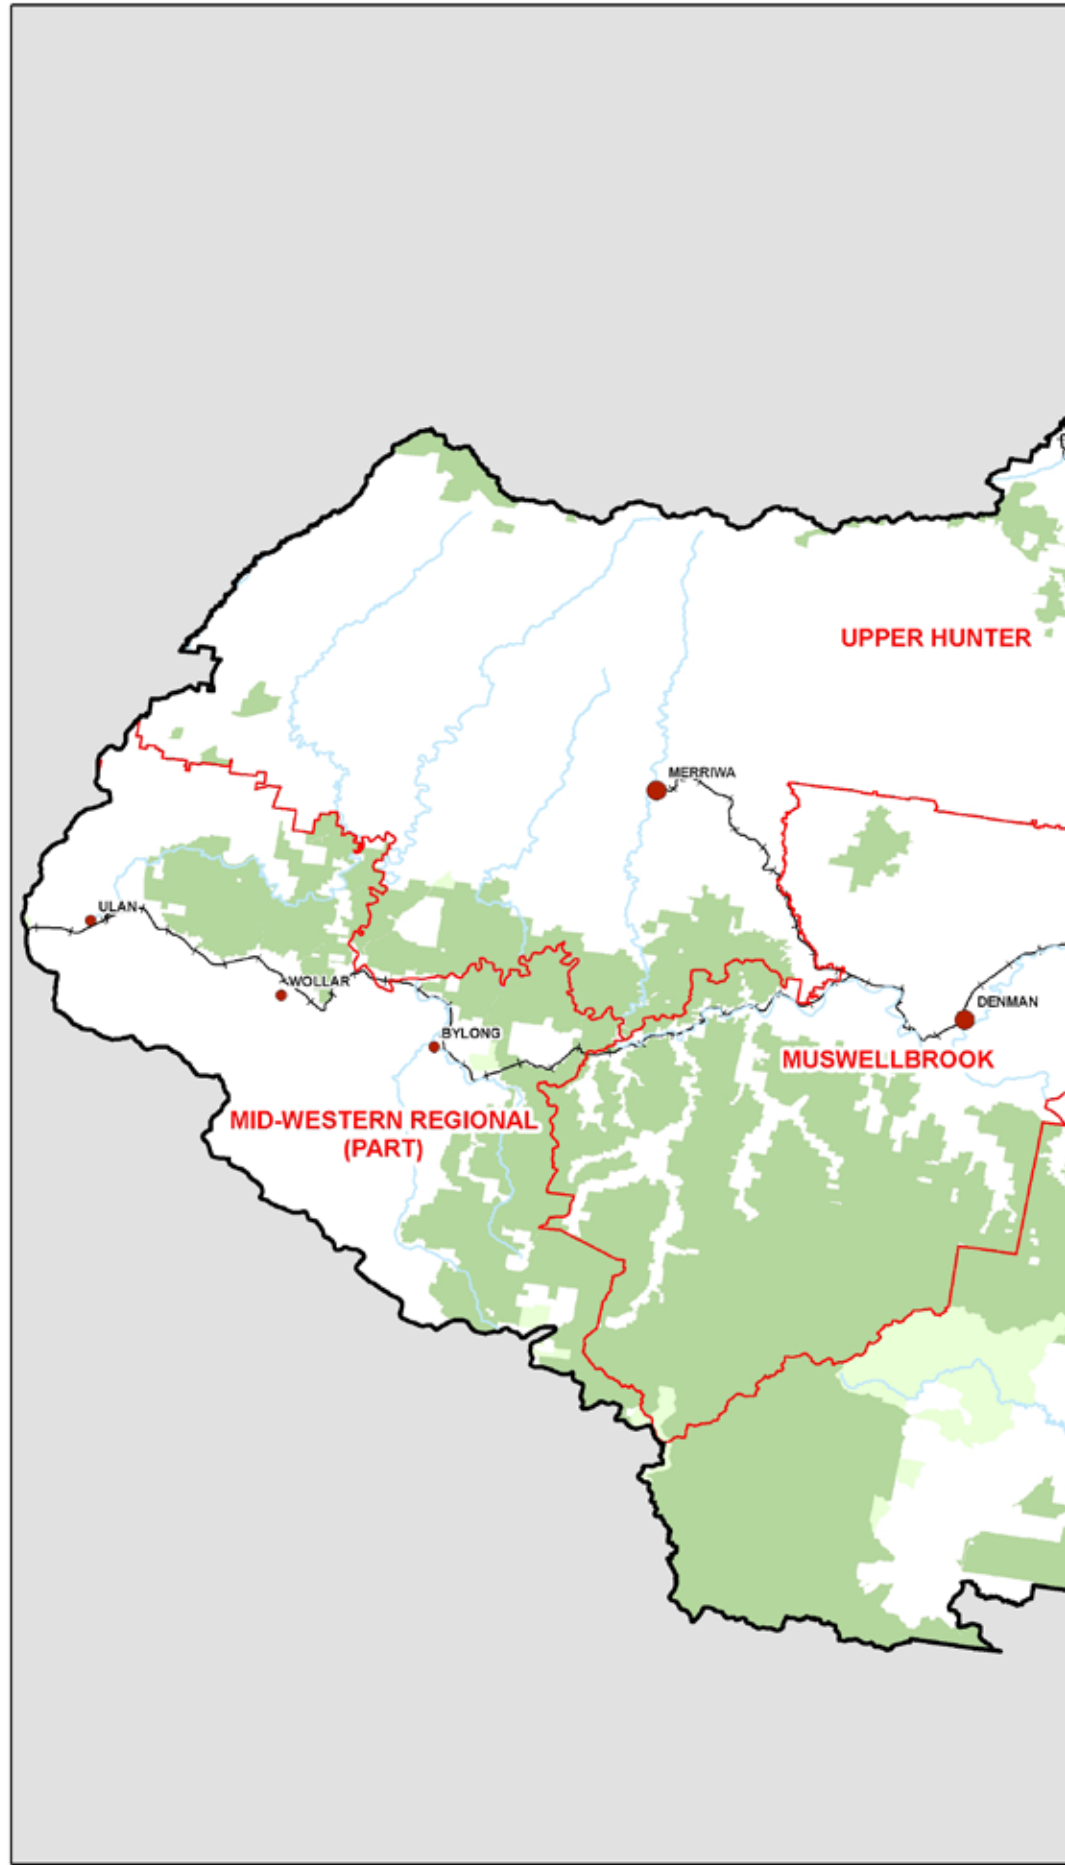 UPPER HUNTER
MERRIWA
ULAN
WOLLAR
DENMAN
BYLONG
MUSWELLBROOK
MID-WESTERN REGIONAL
(PART)